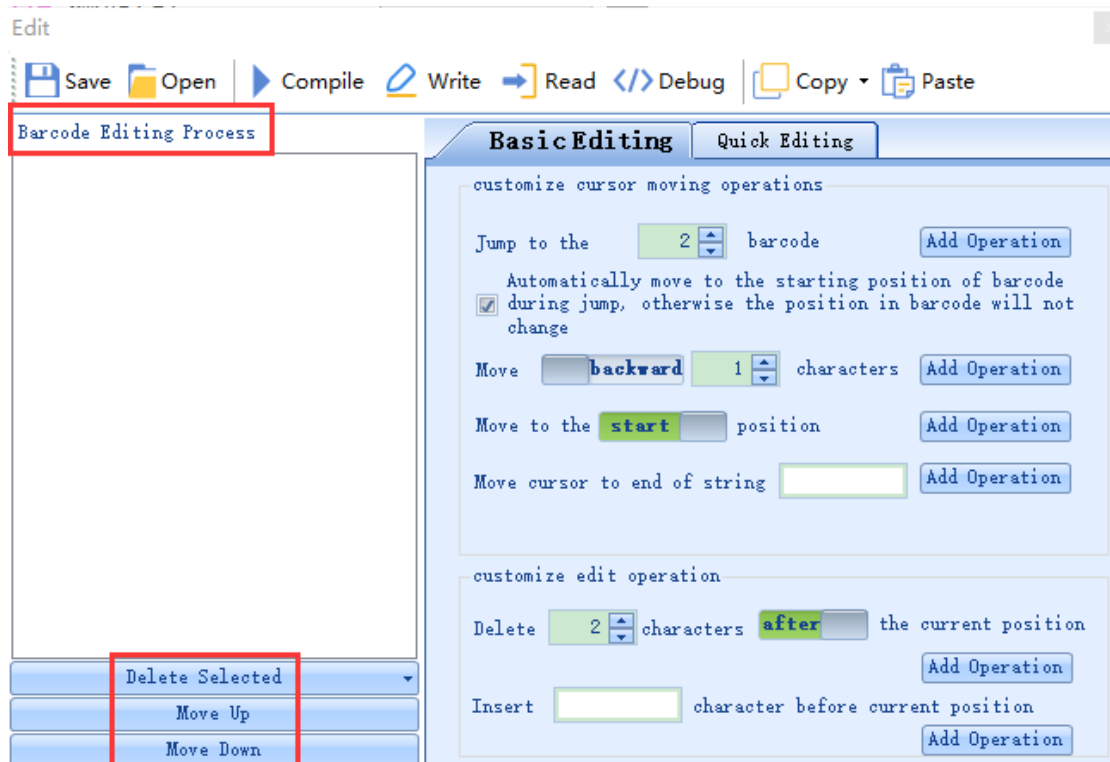 Edit
Save Open Compile Write Read Debug Copy Paste
Barcode Editing Process
Basic Editing Quick Editing
customize cursor moving operations
Jump to the 2 barcode Add Operation
Automatically move to the starting position of barcode
during jump, otherwise the position in barcode will not
change
Move backward 1 characters Add Operation
Move to the start position Add Operation
Move cursor to end of string Add Operation
customize edit operation
Delete 2 characters after the current position
Add Operation
Insert character before current position
Add Operation
Delete Selected
Move Up
Move Down